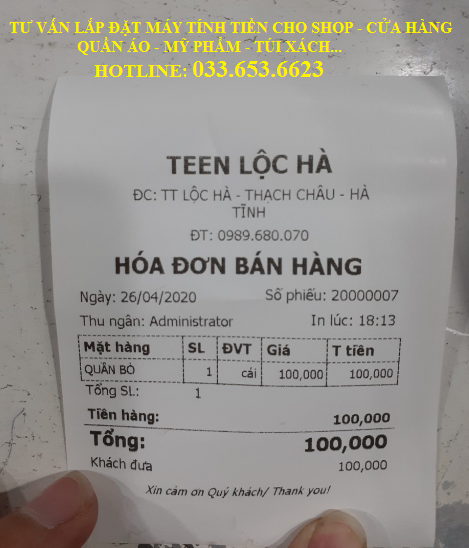 TƯ VẤN LẮP ĐẶT MÁY TÍNH TIỀN CHO SHOP - CỬA HÀNG
QUẦN ÁO - MỸ PHẨM - TÚI XÁCH...
HOTLINE: 033.653.6623
TEEN LỘC HÀ
ĐC: TT LỘC HÀ - THẠCH CHÂU - HÀ
TĨNH
ĐT: 0989.680.070
HÓA ĐƠN BÁN HÀNG
Ngày: 26/04/2020 Số phiếu: 20000007
Thu ngân: Administrator In lúc: 18:13
Mặt hàng SL ĐVT Giá T tiền
QUẦN BÒ 1 cái 100,000 100,000
Tổng SL: 1
Tiền hàng: 100,000
Tổng: 100,000
Khách đưa 100,000
Xin cảm ơn Quý khách/ Thank you!